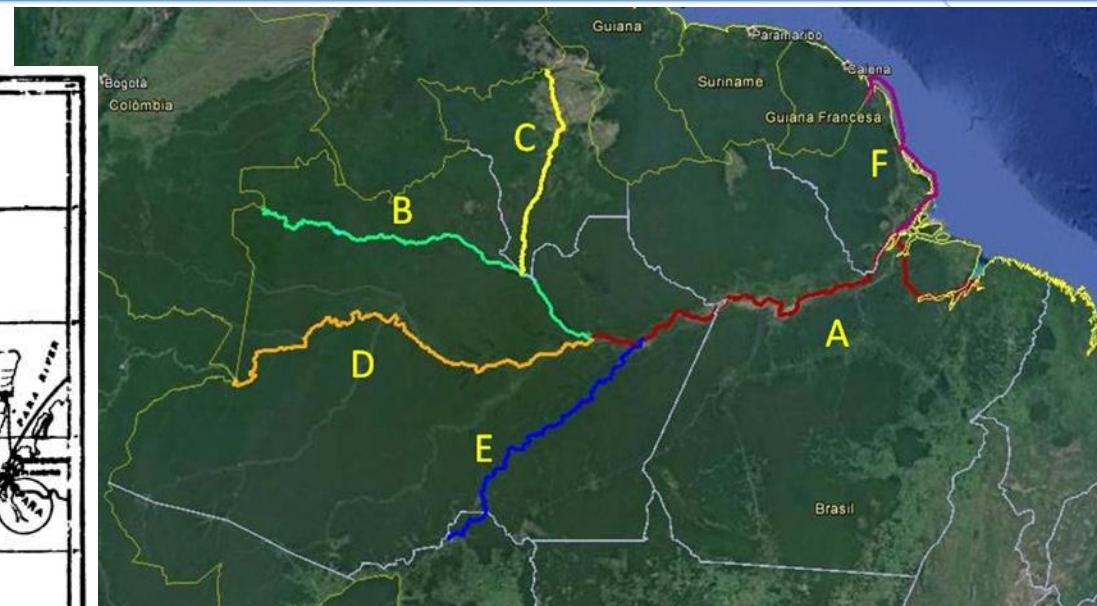 PARA RIVER
PARA
Bogotá
Colômbia
Guiana
Paramaribo
Caiena
Suriname
Guiana Francesa
C
F
B
A
D
E
Brasil